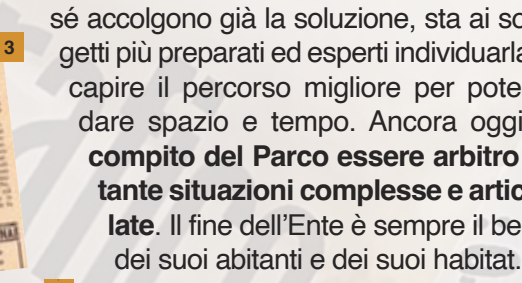 3
sé accolgono già la soluzione, sta ai so
getti più preparati ed esperti individuarla
capire il percorso migliore per pote
dare spazio e tempo. Ancora oggi
compito del Parco essere arbitro
tante situazioni complesse e artic
late. Il fine dell'Ente è sempre il be
dei suoi abitanti e dei suoi habitat.